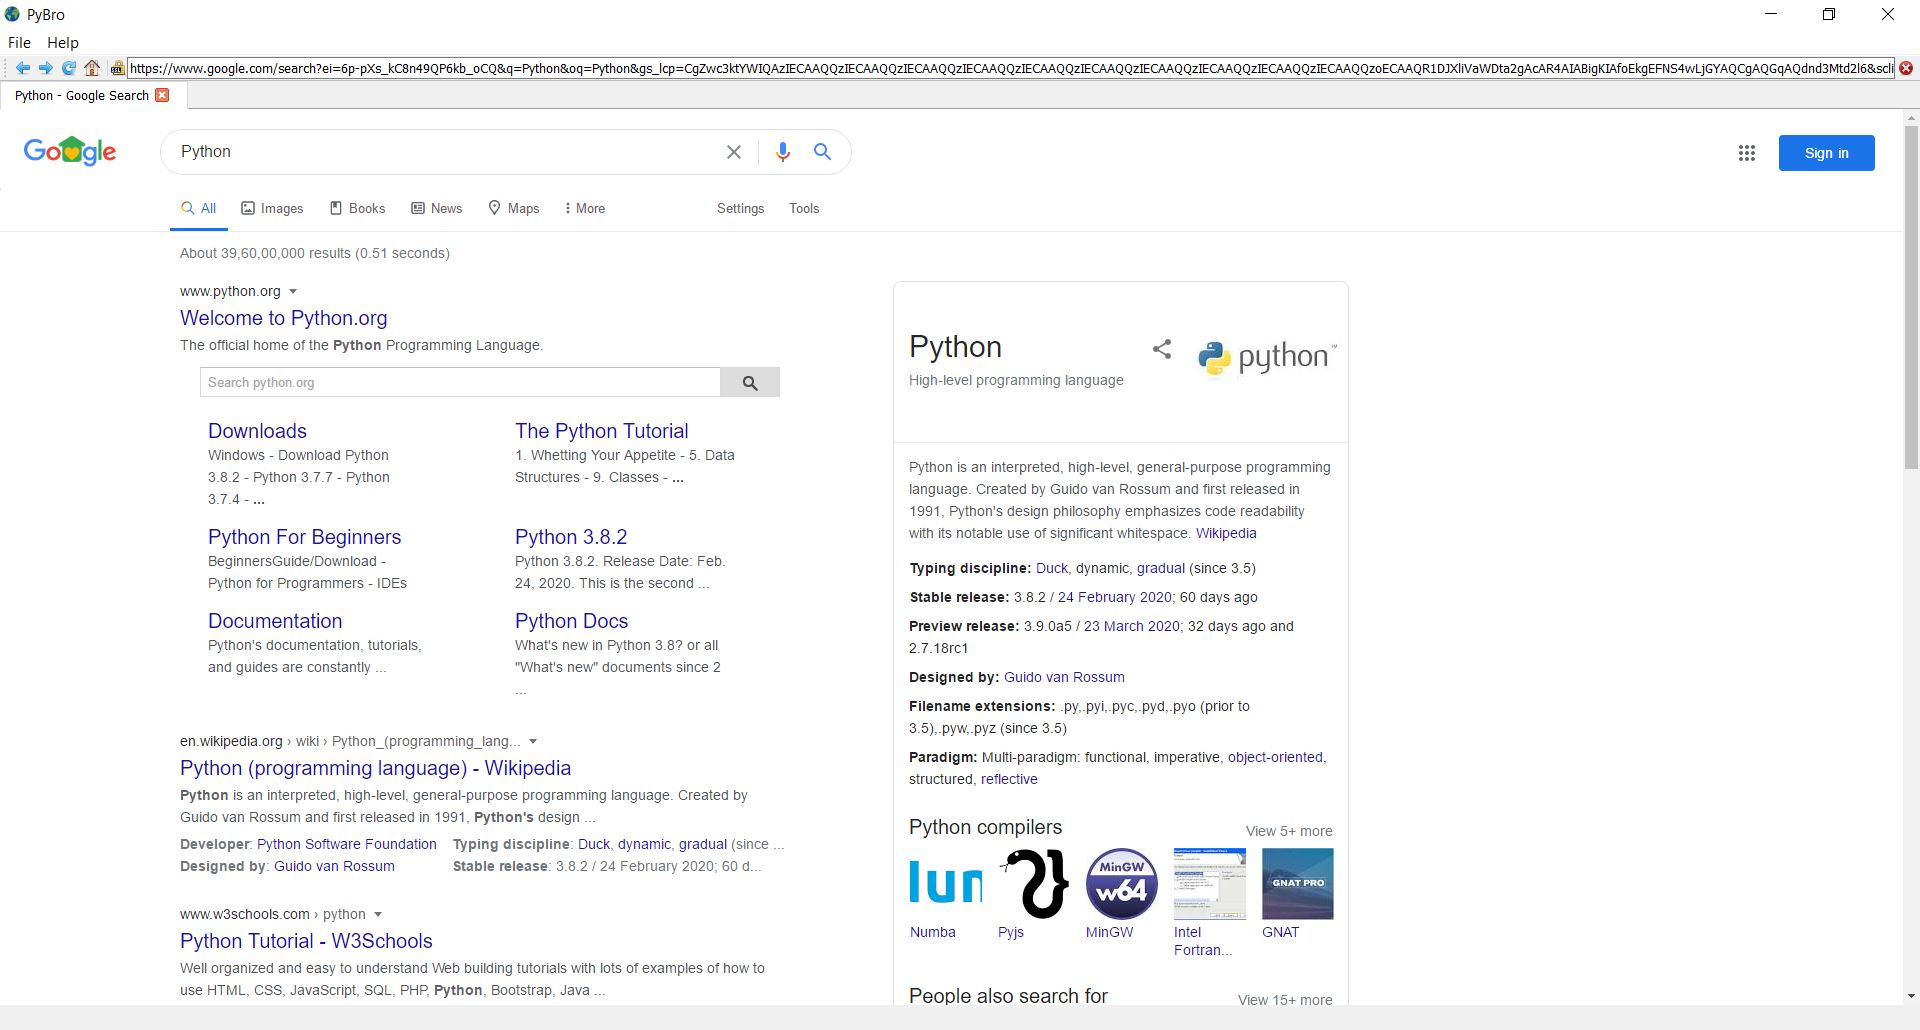 PyBro
File Help
https://www.google.com/search?ei=6p-pXs_kC8n49QP6kb_oCQ&q=Python&oq=Python&gs_lcp=CgZwc3ktYWIQAzIECAAQQzIECAAQQzIECAAQQzIECAAQQzIECAAQQzIECAAQQzIECAAQQzIECAAQQzIECAAQQzIECAAQQzoECAAQR1DJXliVaWDta2gAcAR4AIABigKIAfoEkgEFNS4wLjGYAQCgAQGqAQdnd3Mtd2l6&scli
Python - Google Search
Google
Python
Sign in
All Images Books News Maps More Settings Tools
About 39,60,00,000 results (0.51 seconds)
www.python.org
Welcome to Python.org
The official home of the Python Programming Language.
Search python.org
Downloads
Windows - Download Python
3.8.2 - Python 3.7.7 - Python
3.7.4 - ...
The Python Tutorial
1. Whetting Your Appetite - 5. Data
Structures - 9. Classes - ...
Python For Beginners
BeginnersGuide/Download -
Python for Programmers - IDEs
Python 3.8.2
Python 3.8.2. Release Date: Feb.
24, 2020. This is the second ...
Documentation
Python's documentation, tutorials,
and guides are constantly ...
Python Docs
What's new in Python 3.8? or all
"What's new" documents since 2
...
en.wikipedia.org › wiki › Python_(programming_lang...
Python (programming language) - Wikipedia
Python is an interpreted, high-level, general-purpose programming language. Created by
Guido van Rossum and first released in 1991, Python's design ...
Developer: Python Software Foundation Typing discipline: Duck, dynamic, gradual (since ...
Designed by: Guido van Rossum Stable release: 3.8.2 / 24 February 2020; 60 d...
www.w3schools.com › python
Python Tutorial - W3Schools
Well organized and easy to understand Web building tutorials with lots of examples of how to
use HTML, CSS, JavaScript, SQL, PHP, Python, Bootstrap, Java ...
Python
High-level programming language
python™
Python is an interpreted, high-level, general-purpose programming
language. Created by Guido van Rossum and first released in
1991, Python's design philosophy emphasizes code readability
with its notable use of significant whitespace. Wikipedia
Typing discipline: Duck, dynamic, gradual (since 3.5)
Stable release: 3.8.2 / 24 February 2020; 60 days ago
Preview release: 3.9.0a5 / 23 March 2020; 32 days ago and
2.7.18rc1
Designed by: Guido van Rossum
Filename extensions: .py,.pyi,.pyc,.pyd,.pyo (prior to
3.5),.pyw,.pyz (since 3.5)
Paradigm: Multi-paradigm: functional, imperative, object-oriented,
structured, reflective
Python compilers View 5+ more
MinGW
w64
GNAT PRO
Numba Pyjs MinGW Intel GNAT
Fortran...
People also search for View 15+ more